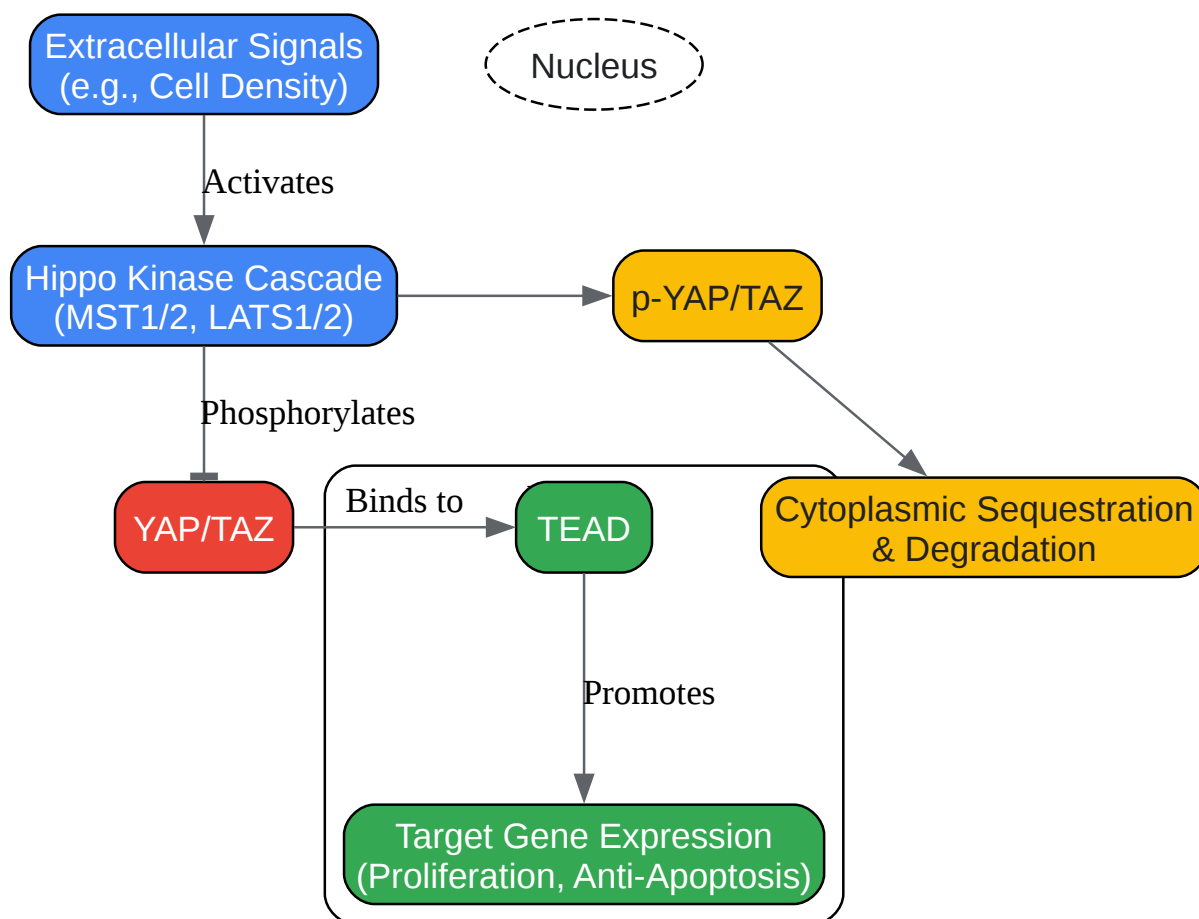 Extracellular Signals
(e.g., Cell Density)
Nucleus
Activates
Hippo Kinase Cascade
(MST1/2, LATS1/2)
p-YAP/TAZ
Phosphorylates
YAP/TAZ
Binds to
TEAD
Cytoplasmic Sequestration
& Degradation
Promotes
Target Gene Expression
(Proliferation, Anti-Apoptosis)